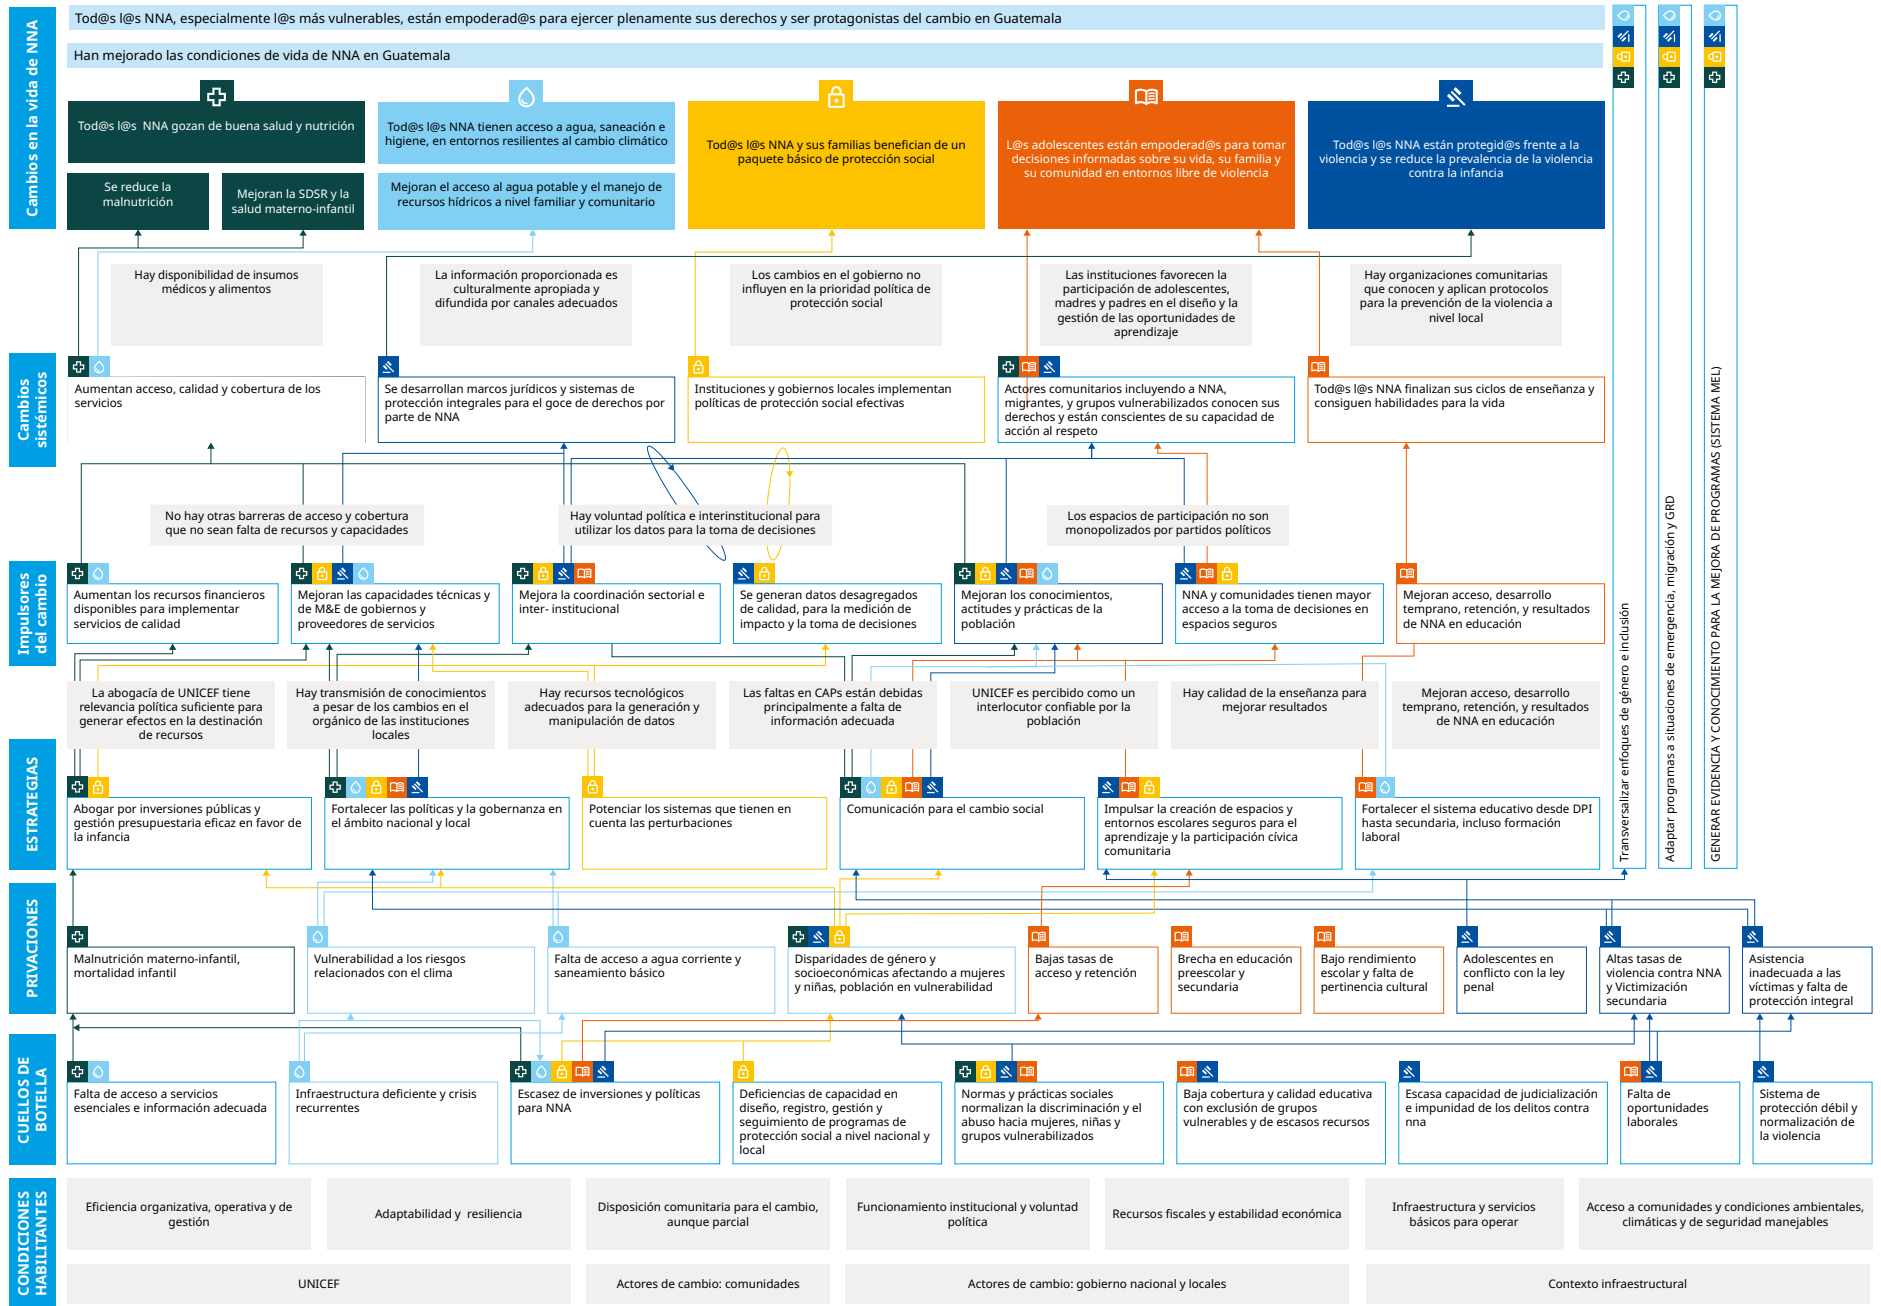 Cambios en la vida de NNA
Tod@s l@s NNA, especialmente l@s más vulnerables, están empoderad@s para ejercer plenamente sus derechos y ser protagonistas del cambio en Guatemala
Han mejorado las condiciones de vida de NNA en Guatemala
Tod@s l@s  NNA gozan de buena salud y nutrición
Se reduce la
malnutrición
Mejoran la SDSR y la
salud materno-infantil
Tod@s l@s NNA tienen acceso a agua, saneación e
higiene, en entornos resilientes al cambio climático
Mejoran el acceso al agua potable y el manejo de
recursos hídricos a nivel familiar y comunitario
Tod@s l@s NNA y sus familias benefician de un
paquete básico de protección social
L@s adolescentes están empoderad@s para tomar
decisiones informadas sobre su vida, su familia y
su comunidad en entornos libre de violencia
Tod@s l@s NNA están protegid@s frente a la
violencia y se reduce la prevalencia de la violencia
contra la infancia
Hay disponibilidad de insumos
médicos y alimentos
La información proporcionada es
culturalmente apropiada y
difundida por canales adecuados
Los cambios en el gobierno no
influyen en la prioridad política de
protección social
Las instituciones favorecen la
participación de adolescentes,
madres y padres en el diseño y la
gestión de las oportunidades de
aprendizaje
Hay organizaciones comunitarias
que conocen y aplican protocolos
para la prevención de la violencia a
nivel local
Cambios
sistémicos
Aumentan acceso, calidad y cobertura de los
servicios
Se desarrollan marcos jurídicos y sistemas de
protección integrales para el goce de derechos por
parte de NNA
Instituciones y gobiernos locales implementan
políticas de protección social efectivas
Actores comunitarios incluyendo a NNA,
migrantes, y grupos vulnerabilizados conocen sus
derechos y están conscientes de su capacidad de
acción al respeto
Tod@s l@s NNA finalizan sus ciclos de enseñanza y
consiguen habilidades para la vida
No hay otras barreras de acceso y cobertura
que no sean falta de recursos y capacidades
Hay voluntad política e interinstitucional para
utilizar los datos para la toma de decisiones
Los espacios de participación no son
monopolizados por partidos políticos
Impulsores
del cambio
Aumentan los recursos financieros
disponibles para implementar
servicios de calidad
Mejoran las capacidades técnicas y
de M&E de gobiernos y
proveedores de servicios
Mejora la coordinación sectorial e
inter- institucional
Se generan datos desagregados
de calidad, para la medición de
impacto y la toma de decisiones
Mejoran los conocimientos,
actitudes y prácticas de la
población
NNA y comunidades tienen mayor
acceso a la toma de decisiones en
espacios seguros
Mejoran acceso, desarrollo
temprano, retención, y resultados
de NNA en educación
La abogacía de UNICEF tiene
relevancia política suficiente para
generar efectos en la destinación
de recursos
Hay transmisión de conocimientos
a pesar de los cambios en el
orgánico de las instituciones
locales
Hay recursos tecnológicos
adecuados para la generación y
manipulación de datos
Las faltas en CAPs están debidas
principalmente a falta de
información adecuada
UNICEF es percibido como un
interlocutor confiable por la
población
Hay calidad de la enseñanza para
mejorar resultados
Mejoran acceso, desarrollo
temprano, retención, y resultados
de NNA en educación
ESTRATEGIAS
Abogar por inversiones públicas y
gestión presupuestaria eficaz en favor de
la infancia
Fortalecer las políticas y la gobernanza en
el ámbito nacional y local
Potenciar los sistemas que tienen en
cuenta las perturbaciones
Comunicación para el cambio social
Impulsar la creación de espacios y
entornos escolares seguros para el
aprendizaje y la participación cívica
comunitaria
Fortalecer el sistema educativo desde DPI
hasta secundaria, incluso formación
laboral
Transversalizar enfoques de género e inclusión
Adaptar programas a situaciones de emergencia, migración y GRD
GENERAR EVIDENCIA Y CONOCIMIENTO PARA LA MEJORA DE PROGRAMAS (SISTEMA MEL)
PRIVACIONES
Malnutrición materno-infantil,
mortalidad infantil
Vulnerabilidad a los riesgos
relacionados con el clima
Falta de acceso a agua corriente y
saneamiento básico
Disparidades de género y
socioeconómicas afectando a mujeres
y niñas, población en vulnerabilidad
Bajas tasas de
acceso y retención
Brecha en educación
preescolar y
secundaria
Bajo rendimiento
escolar y falta de
pertinencia cultural
Adolescentes en
conflicto con la ley
penal
Altas tasas de
violencia contra NNA
y Victimización
secundaria
Asistencia
inadecuada a las
víctimas y falta de
protección integral
CUELLOS DE
BOTELLA
Falta de acceso a servicios
esenciales e información adecuada
Infraestructura deficiente y crisis
recurrentes
Escasez de inversiones y políticas
para NNA
Deficiencias de capacidad en
diseño, registro, gestión y
seguimiento de programas de
protección social a nivel nacional y
local
Normas y prácticas sociales
normalizan la discriminación y el
abuso hacia mujeres, niñas y
grupos vulnerabilizados
Baja cobertura y calidad educativa
con exclusión de grupos
vulnerables y de escasos recursos
Escasa capacidad de judicialización
e impunidad de los delitos contra
nna
Falta de
oportunidades
laborales
Sistema de
protección débil y
normalización de
la violencia
CONDICIONES
HABILITANTES
Eficiencia organizativa, operativa y de
gestión
Adaptabilidad y  resiliencia
Disposición comunitaria para el cambio,
aunque parcial
Funcionamiento institucional y voluntad
política
Recursos fiscales y estabilidad económica
Infraestructura y servicios
básicos para operar
Acceso a comunidades y condiciones ambientales,
climáticas y de seguridad manejables
UNICEF
Actores de cambio: comunidades
Actores de cambio: gobierno nacional y locales
Contexto infraestructural